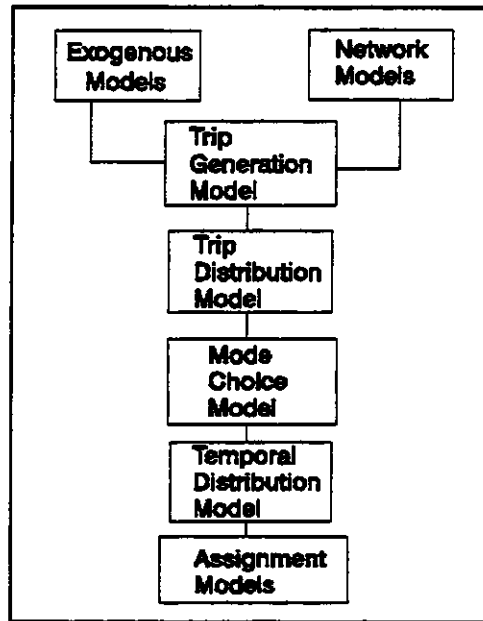 Exogenous
Models
Network
Models
Trip
Generation
Model
Trip
Distribution
Model
Mode
Choice
Model
Temporal
Distribution
Model
Assignment
Models